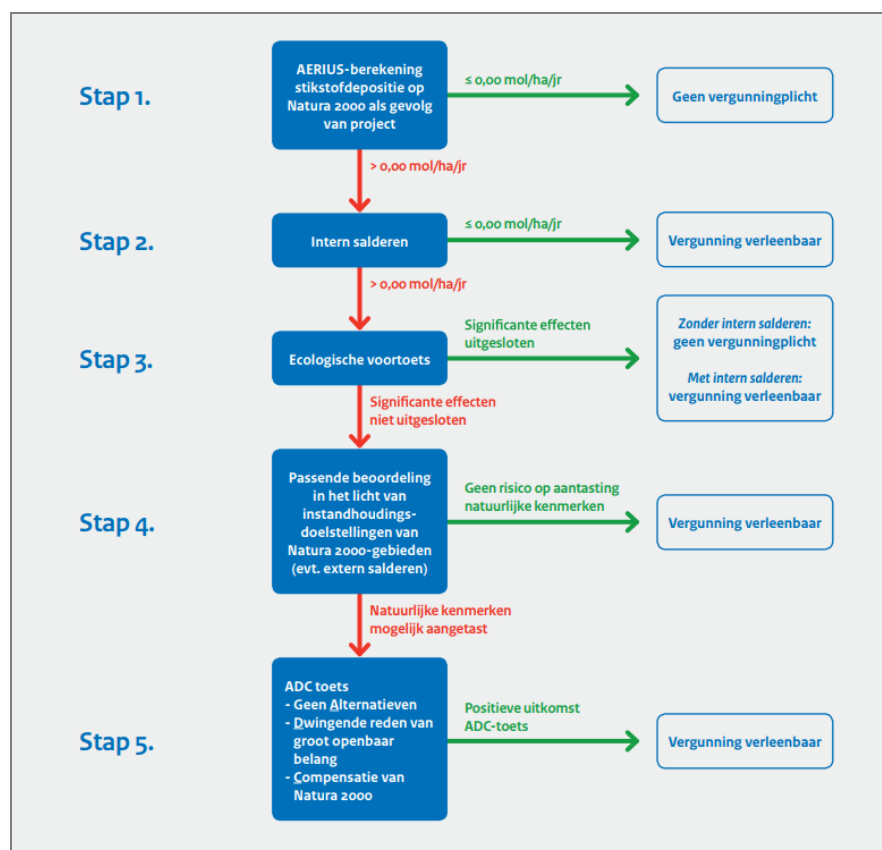 Stap 1.
AERIUS-berekening
stikstofdepositie op
Natura 2000 als gevolg
van project
≤ 0,00 mol/ha/jr
Geen vergunningplicht
> 0,00 mol/ha/jr
Stap 2.
Intern salderen
≤ 0,00 mol/ha/jr
Vergunning verleenbaar
> 0,00 mol/ha/jr
Stap 3.
Ecologische voortoets
Significante effecten
uitgesloten
Zonder intern salderen:
geen vergunningplicht
Met intern salderen:
vergunning verleenbaar
Significante effecten
niet uitgesloten
Stap 4.
Passende beoordeling
in het licht van
instandhoudings-
doelstellingen van
Natura 2000-gebieden
(evt. extern salderen)
Geen risico op aantasting
natuurlijke kenmerken
Vergunning verleenbaar
Natuurlijke kenmerken
mogelijk aangetast
Stap 5.
ADC toets
- Geen Alternatieven
- Dwingende reden van
groot openbaar
belang
- Compensatie van
Natura 2000
Positieve uitkomst
ADC-toets
Vergunning verleenbaar